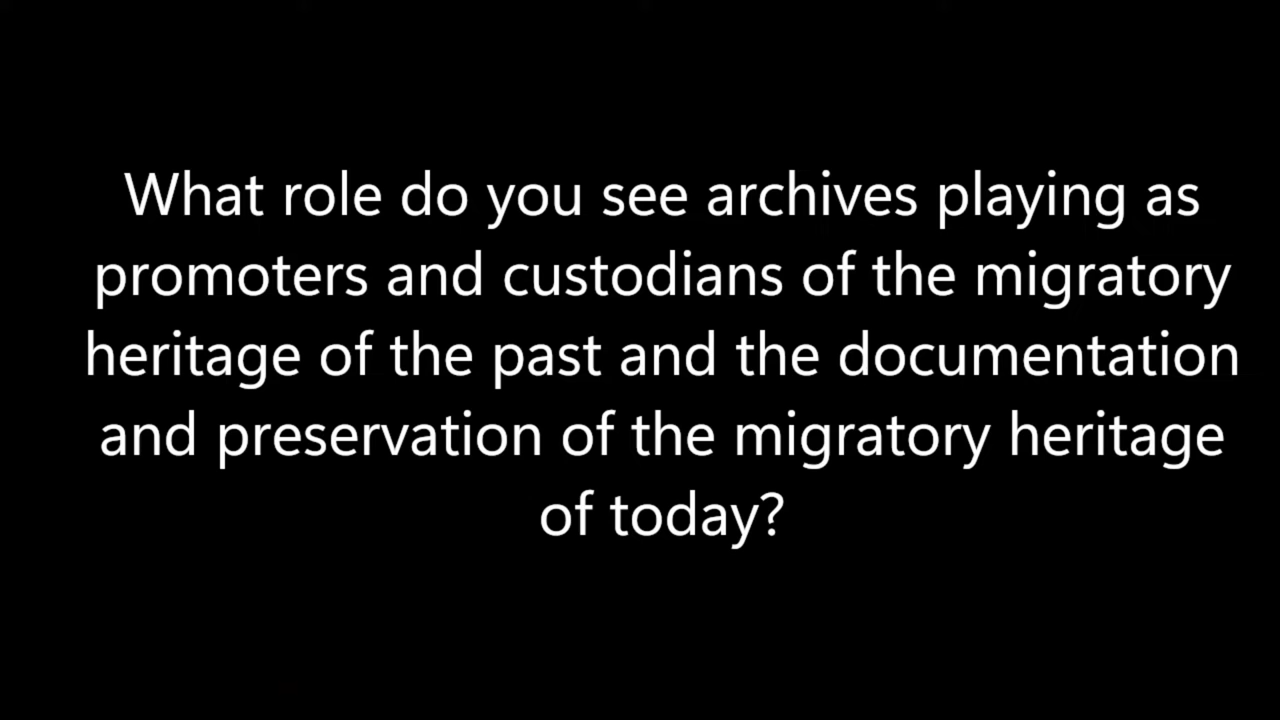 What role do you see archives playing as
promoters and custodians of the migratory
heritage of the past and the documentation
and preservation of the migratory heritage
of today?